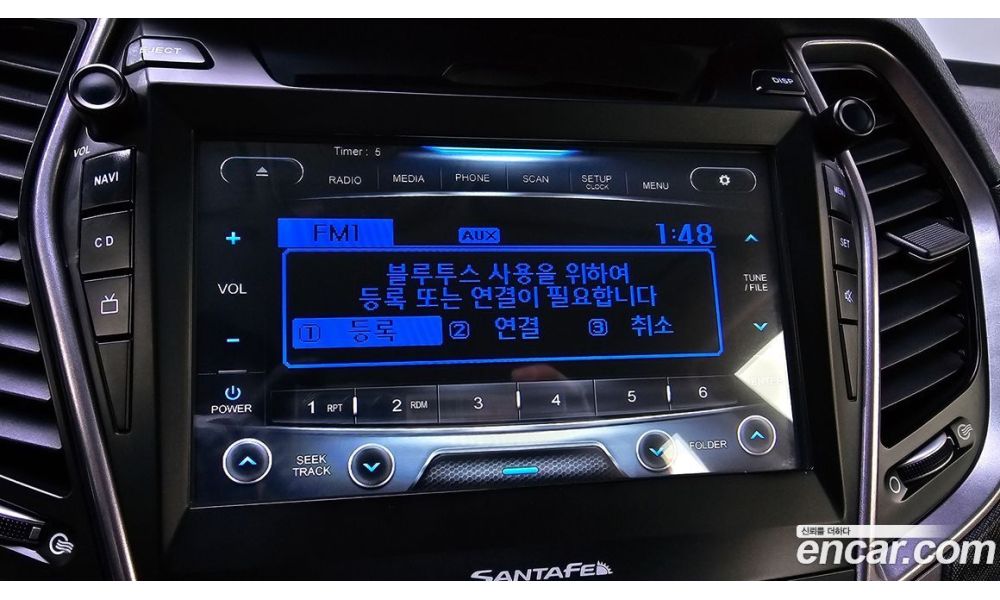 EJECT
DISP
VOL
Timer: 5
NAVI
RADIO
MEDIA
PHONE
SCAN
SETUP
CLOCK
MENU
MENU
CD
+
VOL
-
FM1
AUX
1:48
블루투스 사용을 위하여
등록 또는 연결이 필요합니다
1 등록 2 연결 3 취소
TUNE
/FILE
SET
POWER
1 RPT
2 RDM
3
4
5
6
ENTER
SEEK
TRACK
FOLDER
SANTAFE
신뢰를 더하다
encar.com